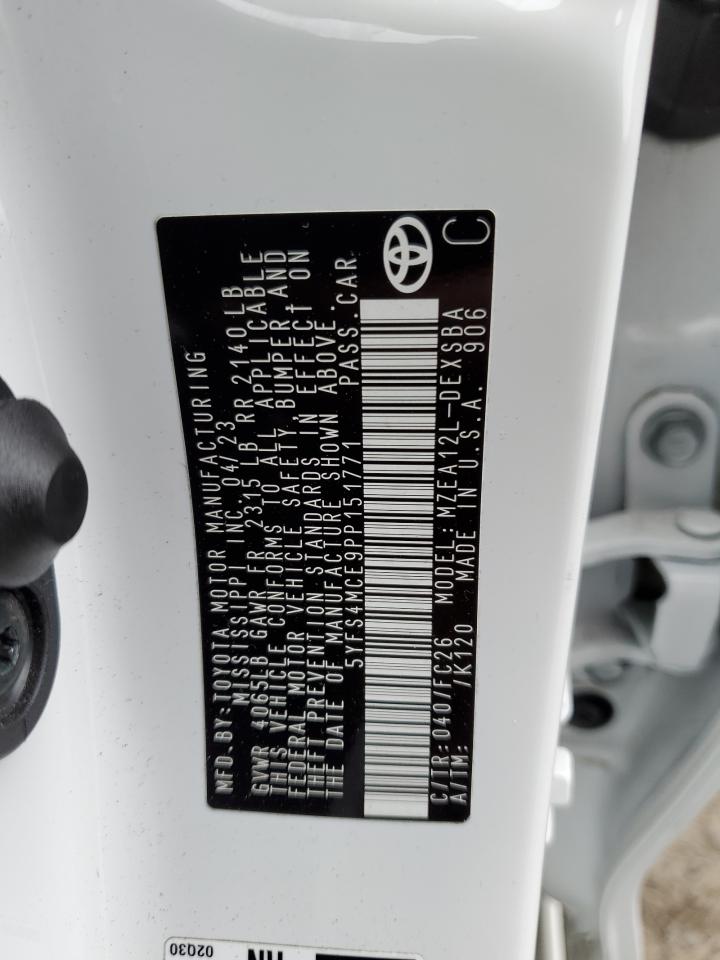 MFD. BY: TOYOTA MOTOR MANUFACTURING
MISSISSIPPI INC. 04/23
GVWR 4065LB GAWR FR 2315 LB RR 2140 LB
THIS VEHICLE CONFORMS TO ALL APPLICABLE
FEDERAL MOTOR VEHICLE SAFETY, BUMPER, AND
THEFT PREVENTION STANDARDS IN EFFECT ON
THE DATE OF MANUFACTURE SHOWN ABOVE.
5YFS4MCE9PP151771 PASS. CAR
C/TR: 040/FC26 MODEL: MZEA12L-DEXSBA
A/TM: /K120 MADE IN U.S.A. 906
C
02Q30